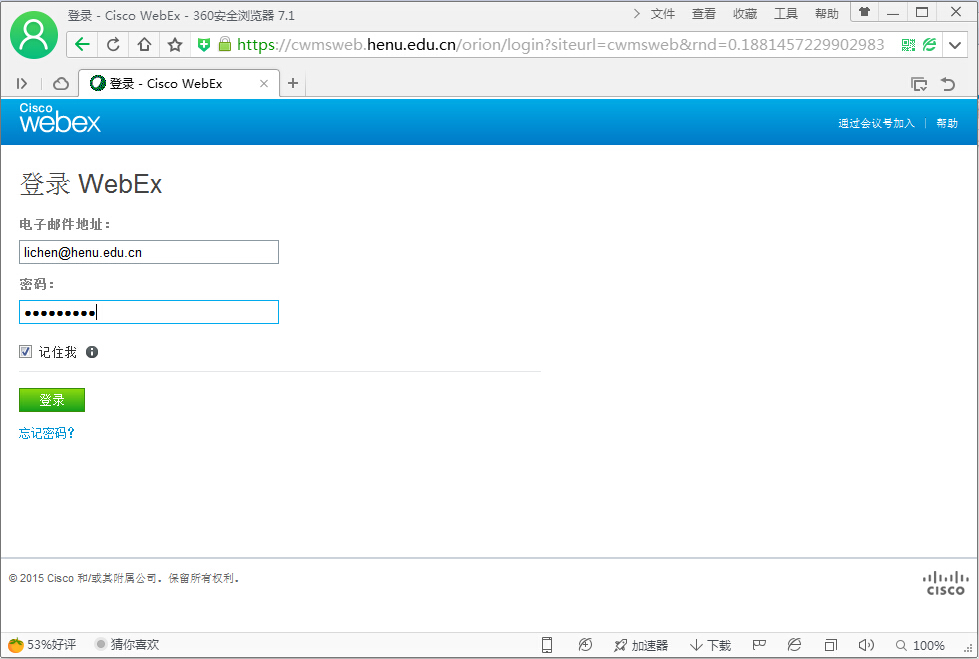 登录 - Cisco WebEx - 360安全浏览器 7.1
文件 查看 收藏 工具 帮助
https://cwmsweb.henu.edu.cn/orion/login?siteurl=cwmsweb&rnd=0.1881457229902983
登录 - Cisco WebEx
Cisco
webex
通过会议号加入 | 帮助
登录 WebEx
电子邮件地址：
lichen@henu.edu.cn
密码：
●●●●●●●●●
记住我
登录
忘记密码？
© 2015 Cisco 和/或其附属公司。保留所有权利。
CISCO
53%好评 猜你喜欢 加速器 下载 100%